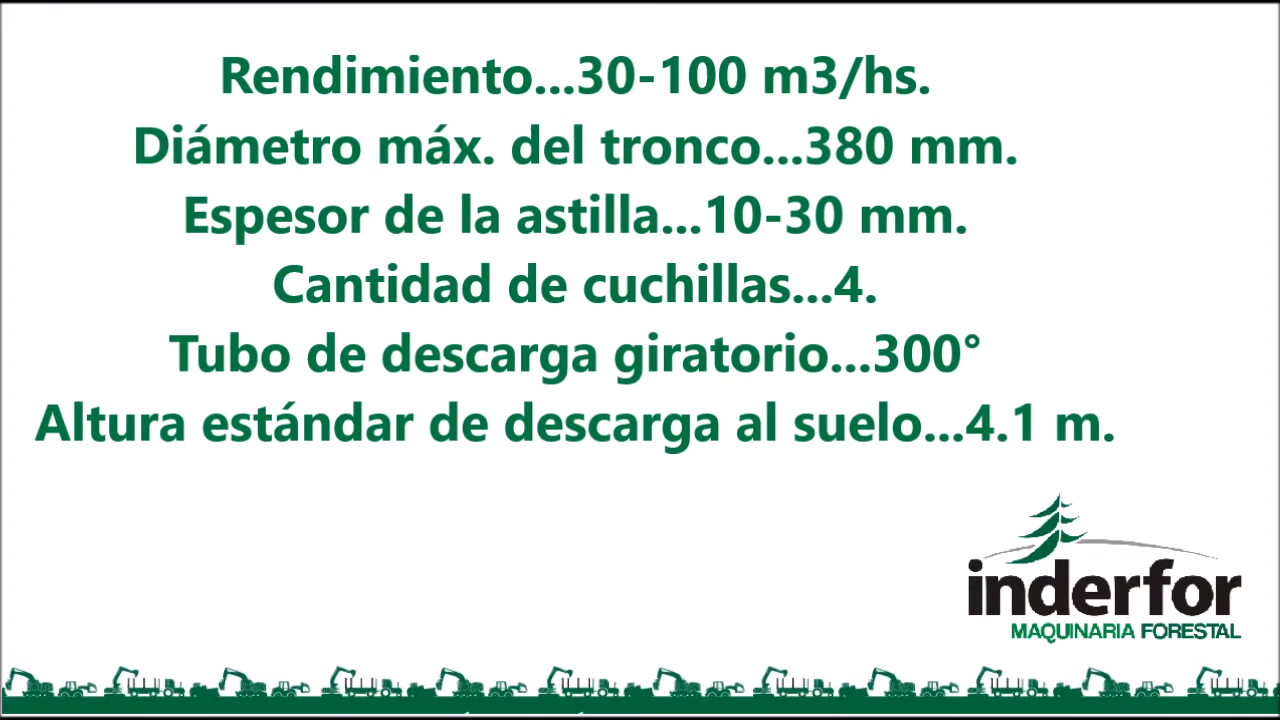 Rendimiento...30-100 m3/hs.
Diámetro máx. del tronco...380 mm.
Espesor de la astilla...10-30 mm.
Cantidad de cuchillas...4.
Tubo de descarga giratorio...300°
Altura estándar de descarga al suelo...4.1 m.
inderfor
MAQUINARIA FORESTAL